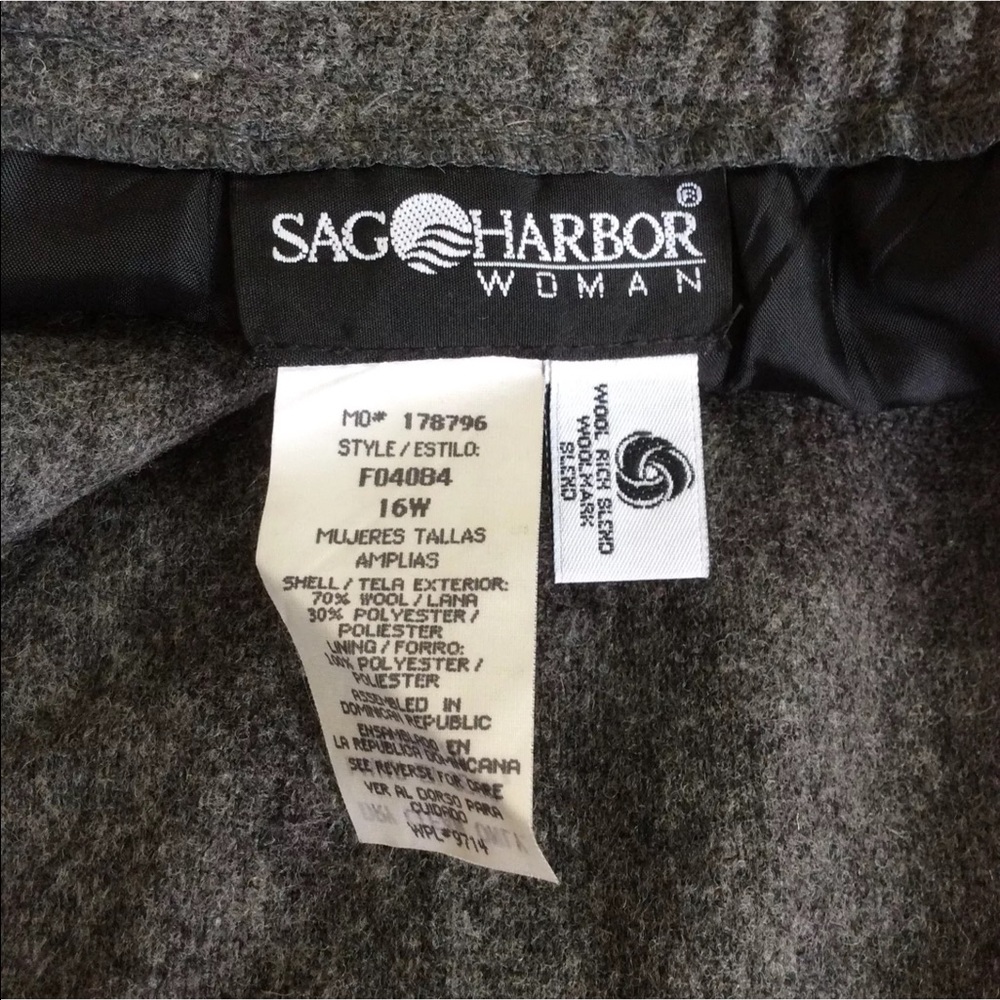 SAG HARBOR®
WOMAN
MO# 178796
STYLE / ESTILO:
F04084
16W
MUJERES TALLAS
AMPLIAS
SHELL / TELA EXTERIOR:
70% WOOL / LANA
30% POLYESTER /
POLIESTER
LINING / FORRO:
100% POLYESTER /
POLIESTER
ASSEMBLED IN
DOMINICAN REPUBLIC
ENSAMBLADO EN
LA REPUBLICA DOMINICANA
SEE REVERSE FOR CARE
VER AL DORSO PARA
CUIDADO
WPL#9714
WOOL RICH BLEND
WOOLMARK
BLEND